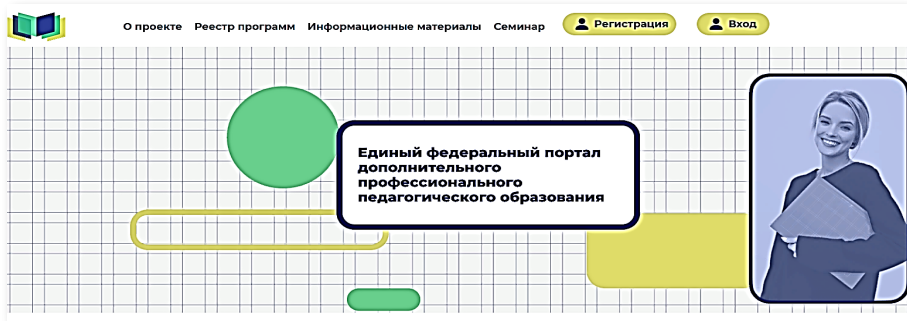 О проекте Реестр программ Информационные материалы Семинар Регистрация Вход
Единый федеральный портал
дополнительного
профессионального
педагогического образования